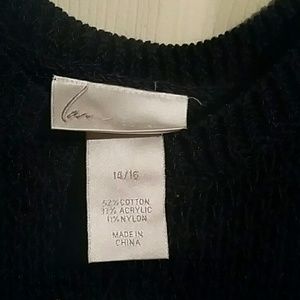 14/16
52% COTTON
37% ACRYLIC
11% NYLON
MADE IN
CHINA